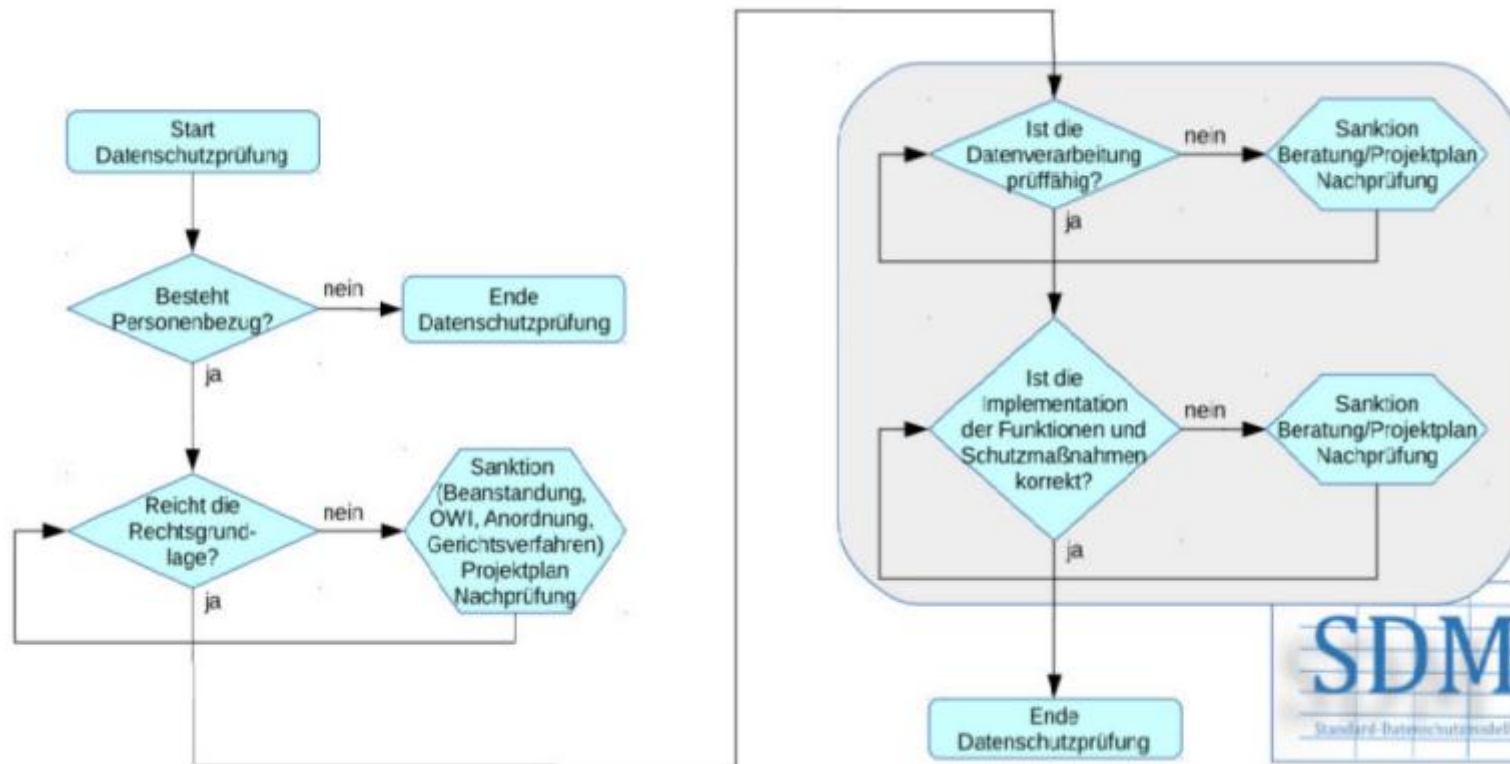 Start
Datenschutzprüfung
Besteht
Personenbezug?
nein
Ende
Datenschutzprüfung
ja
Reicht die
Rechtsgrund-
lage?
nein
Sanktion
(Beanstandung,
OWI, Anordnung,
Gerichtsverfahren)
Projektplan
Nachprüfung
ja
Ist die
Datenverarbeitung
prüffähig?
nein
Sanktion
Beratung/Projektplan
Nachprüfung
ja
Ist die
Implementation
der Funktionen und
Schutzmaßnahmen
korrekt?
nein
Sanktion
Beratung/Projektplan
Nachprüfung
ja
Ende
Datenschutzprüfung
SDM
Standard-Datenschutzmodell